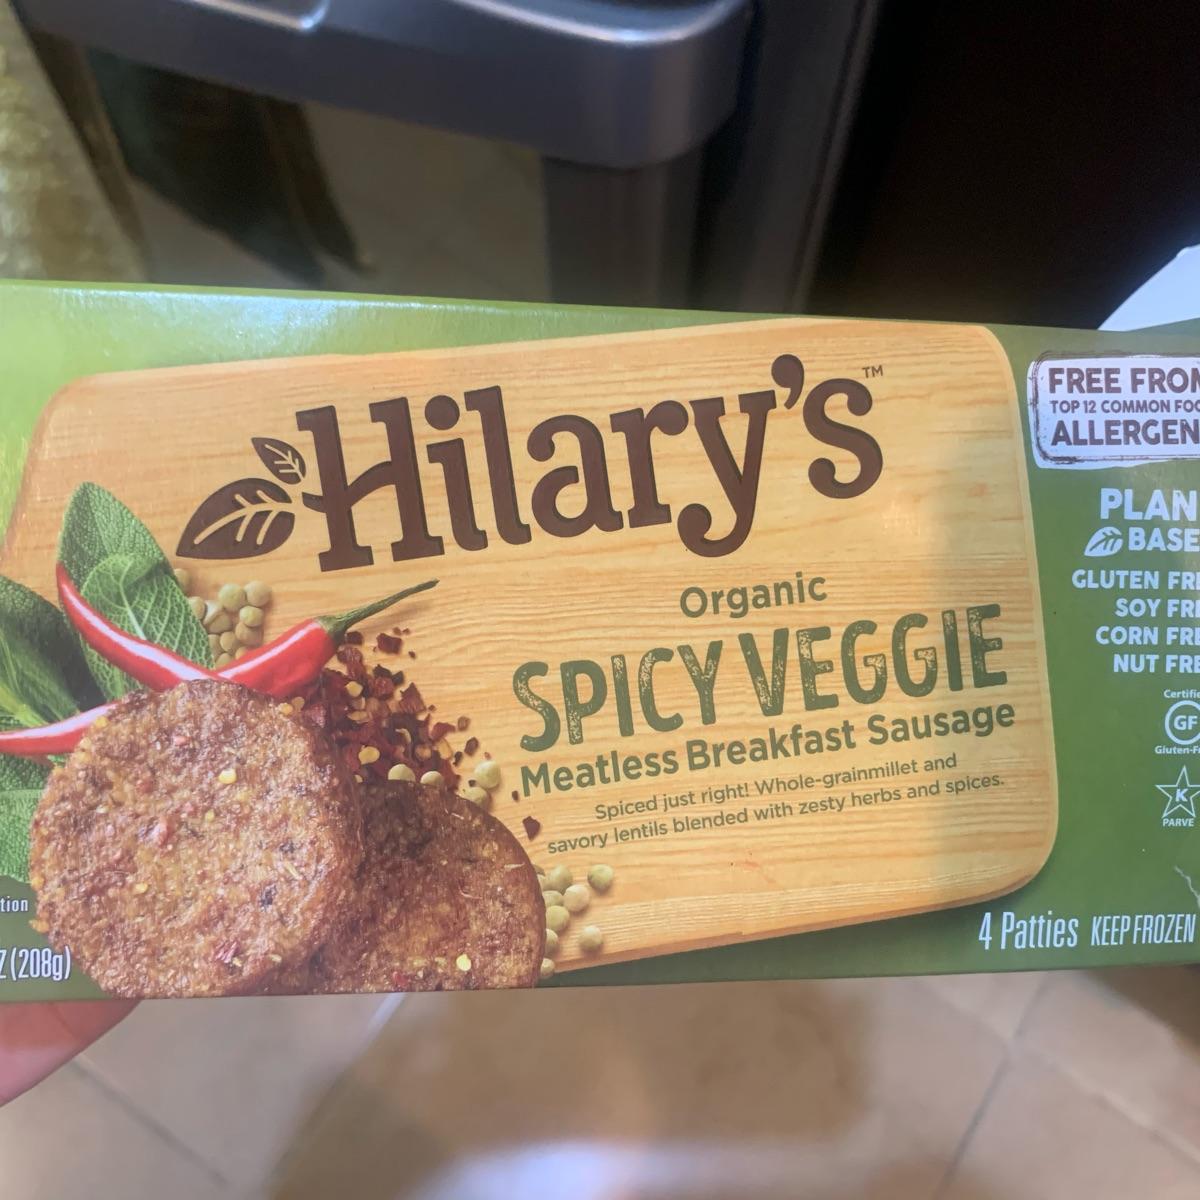 Hilary's™
Organic
SPICY VEGGIE
Meatless Breakfast Sausage
Spiced just right! Whole-grainmillet and
savory lentils blended with zesty herbs and spices.
FREE FROM
TOP 12 COMMON FOO
ALLERGEN
PLAN
BASE
GLUTEN FRE
SOY FRE
CORN FRE
NUT FRE
Certifie
GF
Gluten-Fr
K
PARVE
tion
Z (208g)
4 Patties KEEP FROZEN